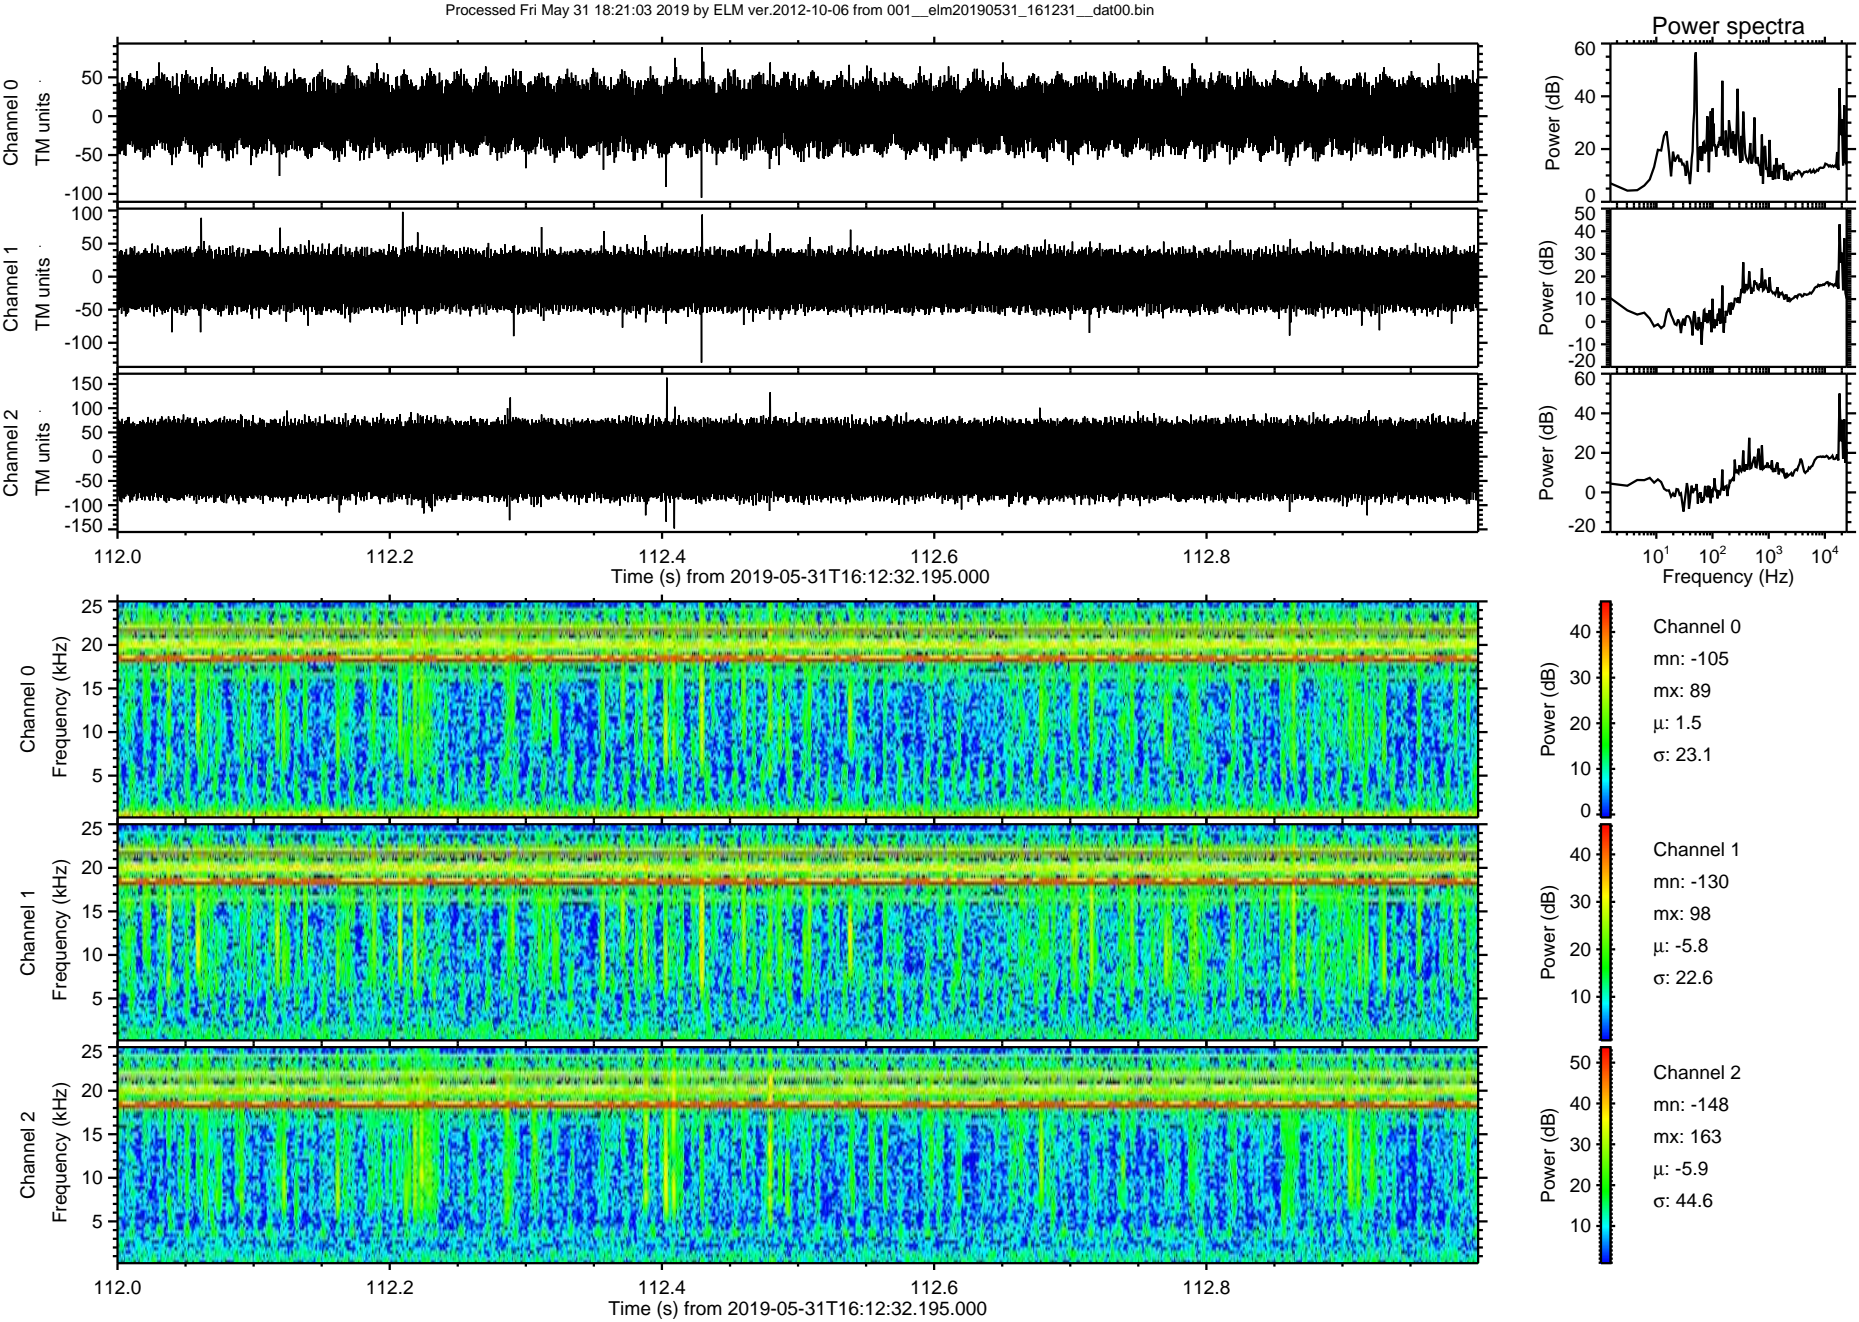 Processed Fri May 31 18:21:03 2019 by ELM ver.2012-10-06 from 001__elm20190531_161231__dat00.bin
Power spectra
Channel 0
TM units
50
0
-50
-100
Power (dB)
60
40
20
0
Channel 1
TM units
100
50
0
-50
-100
Power (dB)
50
40
30
20
10
0
-10
-20
Channel 2
TM units
150
100
50
0
-50
-100
-150
Power (dB)
60
40
20
0
-20
112.0 112.2 112.4 112.6 112.8
Time (s) from 2019-05-31T16:12:32.195.000
10^1 10^2 10^3 10^4
Frequency (Hz)
Channel 0
Frequency (kHz)
25
20
15
10
5
Power (dB)
40
30
20
10
0
Channel 0
mn: -105
mx: 89
μ: 1.5
σ: 23.1
Channel 1
Frequency (kHz)
25
20
15
10
5
Power (dB)
40
30
20
10
Channel 1
mn: -130
mx: 98
μ: -5.8
σ: 22.6
Channel 2
Frequency (kHz)
25
20
15
10
5
Power (dB)
50
40
30
20
10
Channel 2
mn: -148
mx: 163
μ: -5.9
σ: 44.6
112.0 112.2 112.4 112.6 112.8
Time (s) from 2019-05-31T16:12:32.195.000